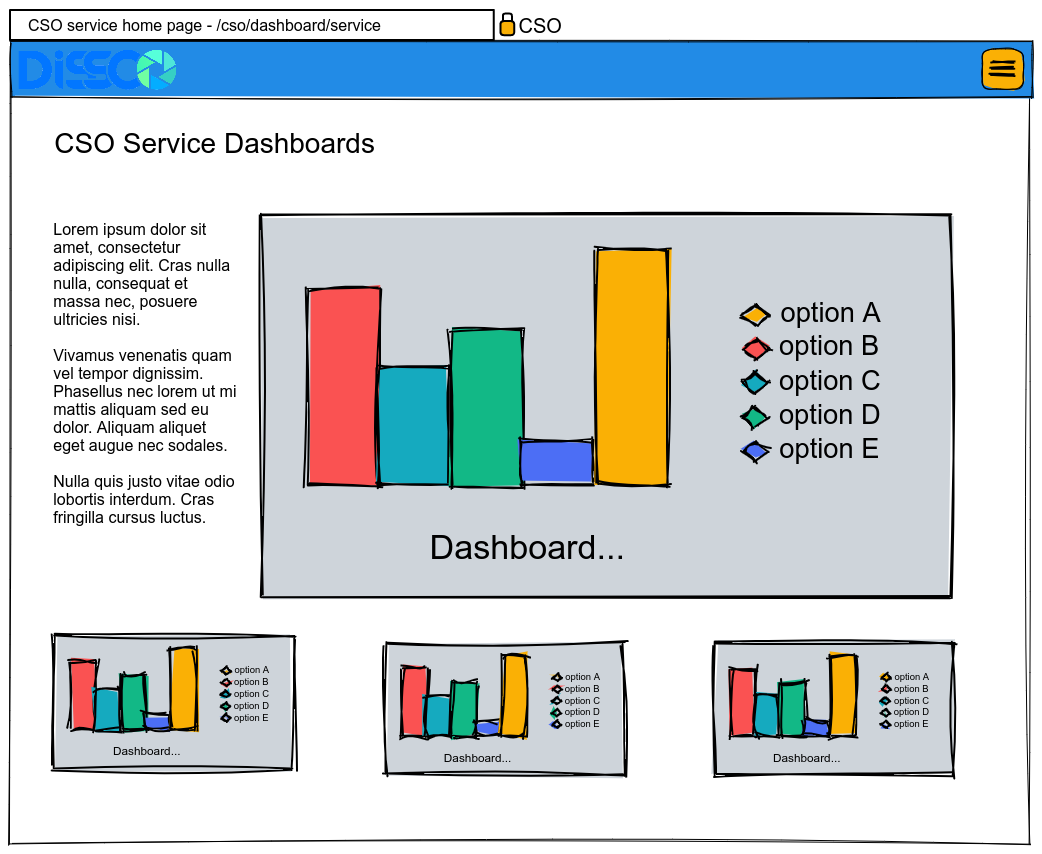 CSO service home page - /cso/dashboard/service
CSO
DiSSCo
CSO Service Dashboards
Lorem ipsum dolor sit
amet, consectetur
adipiscing elit. Cras nulla
nulla, consequat et
massa nec, posuere
ultricies nisi.
Vivamus venenatis quam
vel tempor dignissim.
Phasellus nec lorem ut mi
mattis aliquam sed eu
dolor. Aliquam aliquet
eget augue nec sodales.
Nulla quis justo vitae odio
lobortis interdum. Cras
fringilla cursus luctus.
option A
option B
option C
option D
option E
Dashboard...
option A
option B
option C
option D
option E
Dashboard...
option A
option B
option C
option D
option E
Dashboard...
option A
option B
option C
option D
option E
Dashboard...